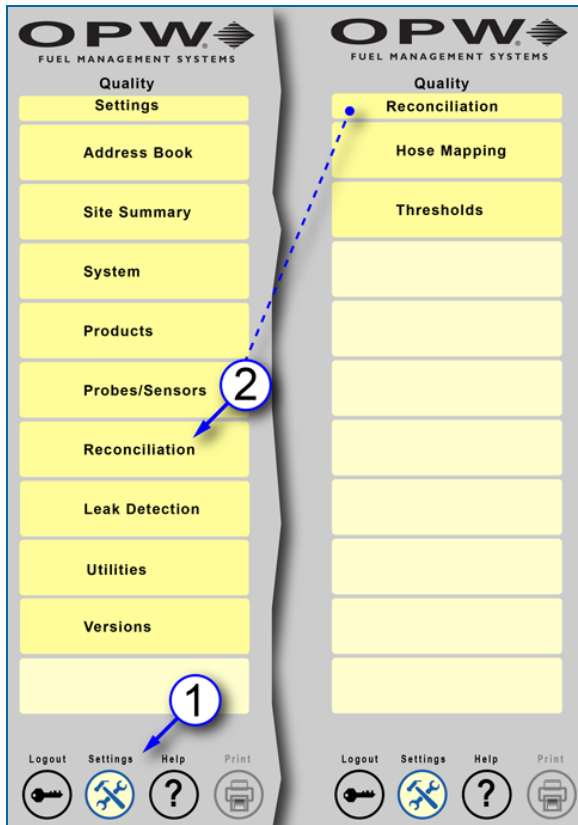 OPW
FUEL MANAGEMENT SYSTEMS
Quality
Settings
Address Book
Site Summary
System
Products
Probes/Sensors
2
Reconciliation
Leak Detection
Utilities
Versions
1
Logout Settings Help Print
?
OPW
FUEL MANAGEMENT SYSTEMS
Quality
Reconciliation
Hose Mapping
Thresholds
Logout Settings Help Print
?